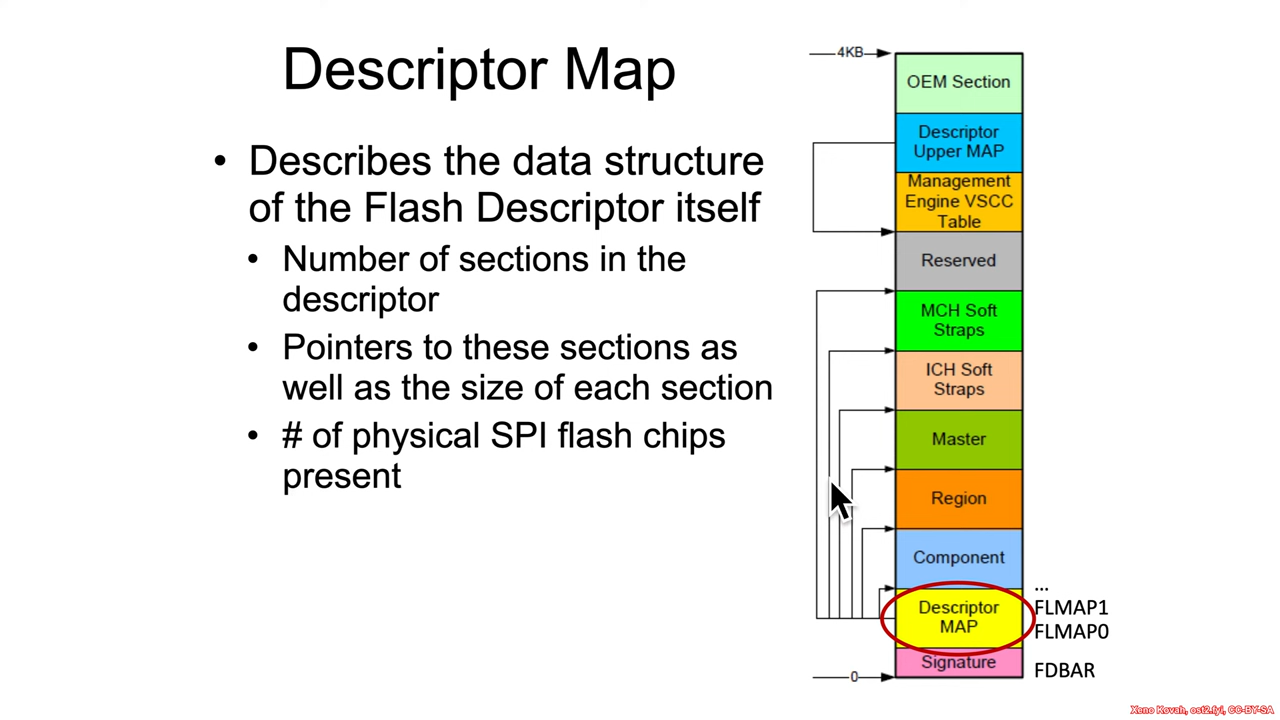 Descriptor Map
• Describes the data structure
of the Flash Descriptor itself
• Number of sections in the
descriptor
• Pointers to these sections as
well as the size of each section
• # of physical SPI flash chips
present
4KB
OEM Section
Descriptor
Upper MAP
Management
Engine VSCC
Table
Reserved
MCH Soft
Straps
ICH Soft
Straps
Master
Region
Component
...
Descriptor
MAP
FLMAP1
FLMAP0
Signature
FDBAR
0
Xeno Kovah, ost2.fyi, CC-BY-SA